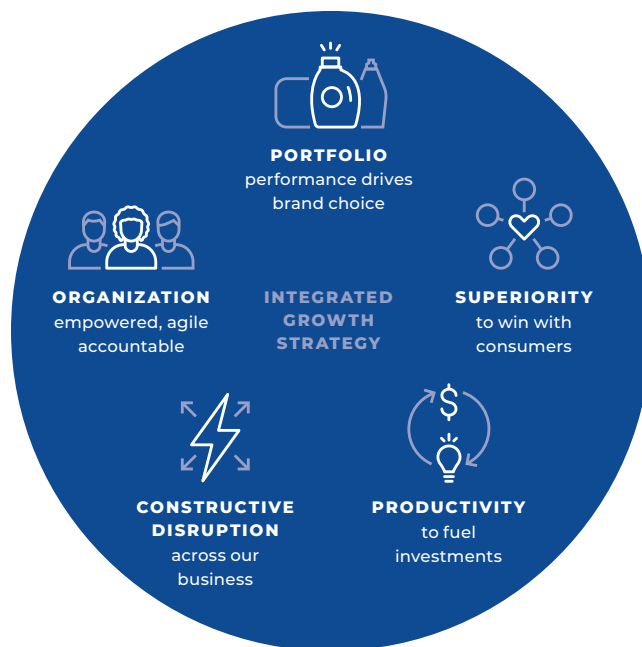 PORTFOLIO
performance drives
brand choice
SUPERIORITY
to win with
consumers
PRODUCTIVITY
to fuel
investments
CONSTRUCTIVE
DISRUPTION
across our
business
ORGANIZATION
empowered, agile
accountable
INTEGRATED
GROWTH
STRATEGY